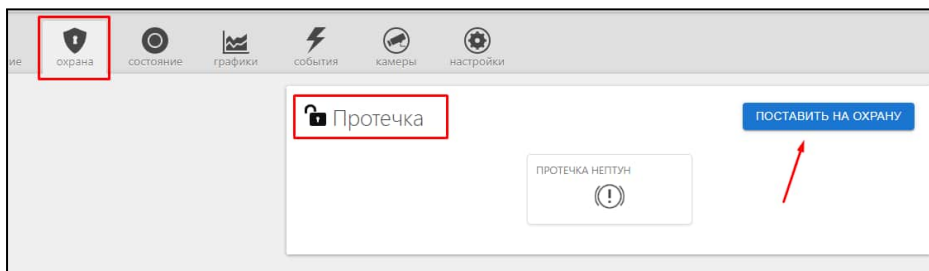 ие охрана состояние графики события камеры настройки
Протечка
ПОСТАВИТЬ НА ОХРАНУ
ПРОТЕЧКА НЕПТУН